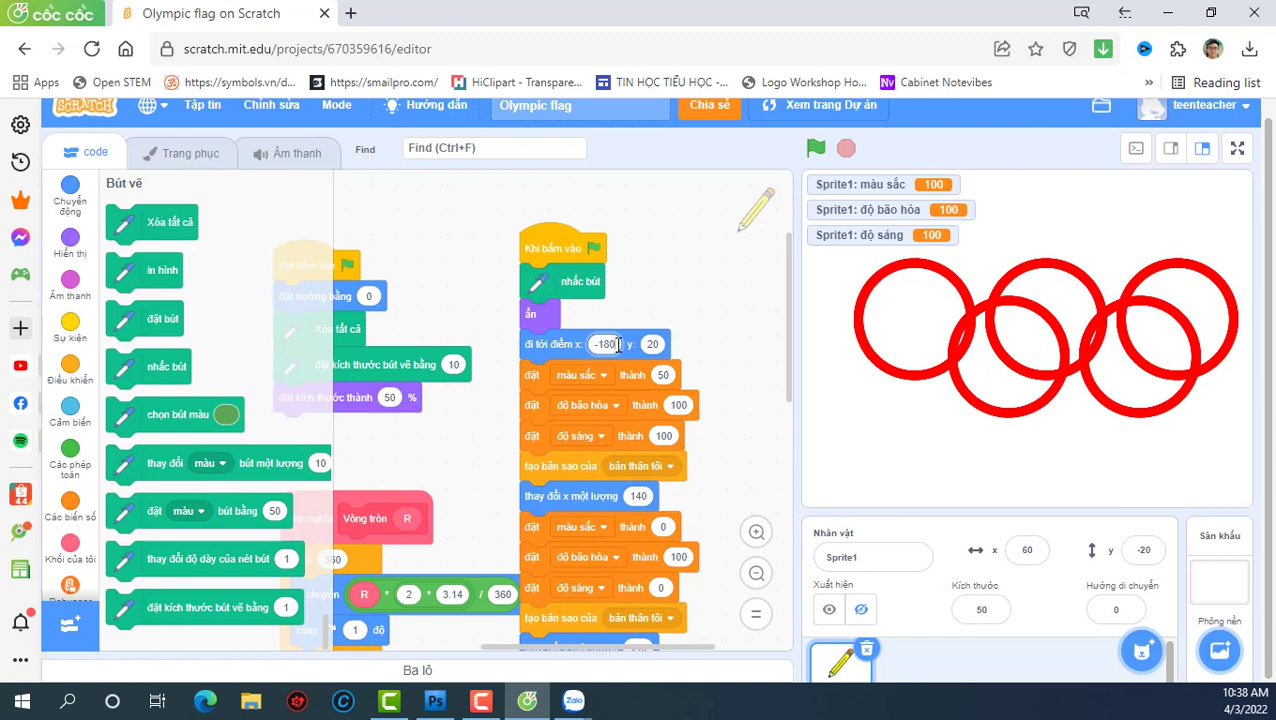 cốc cốc
Olympic flag on Scratch
scratch.mit.edu/projects/670359616/editor
Apps
Open STEM
https://symbols.vn/d...
https://smailpro.com/
HiClipart - Transpare...
TIN HỌC TIỂU HỌC -...
Logo Workshop Ho...
Cabinet Notevibes
»
Reading list
SCRATCH
Tập tin
Chỉnh sửa
Mode
Hướng dẫn
Olympic flag
Chia sẻ
Xem trang Dự án
teenteacher
code
Trang phục
Âm thanh
Find
Find (Ctrl+F)
Chuyển động
Hiển thị
Âm thanh
Sự kiện
Điều khiển
Cảm biến
Các phép toán
Các biến số
Khối của tôi
Bút vẽ
Xóa tất cả
in hình
đặt bút
nhấc bút
chọn bút màu
thay đổi màu bút một lượng 10
đặt màu bút bằng 50
thay đổi độ dày của nét bút 1
đặt kích thước bút vẽ bằng 1
Khi bấm vào
đặt hướng bằng 0
Xóa tất cả
đặt kích thước bút vẽ bằng 10
đặt kích thước thành 50 %
Vòng tròn R
360
R * 2 * 3.14 / 360
1 độ
Khi bấm vào
nhấc bút
ẩn
đi tới điểm x: -180 y: 20
đặt màu sắc thành 50
đặt độ bão hòa thành 100
đặt độ sáng thành 100
tạo bản sao của bản thân tôi
thay đổi x một lượng 140
đặt màu sắc thành 0
đặt độ bão hòa thành 100
đặt độ sáng thành 0
tạo bản sao của bản thân tôi
Ba lô
Sprite1: màu sắc 100
Sprite1: độ bão hòa 100
Sprite1: độ sáng 100
Nhân vật
Sprite1
x 60
y -20
Xuất hiện
Kích thước
50
Hướng di chuyển
0
Sân khấu
Phông nền
10:38 AM
4/3/2022